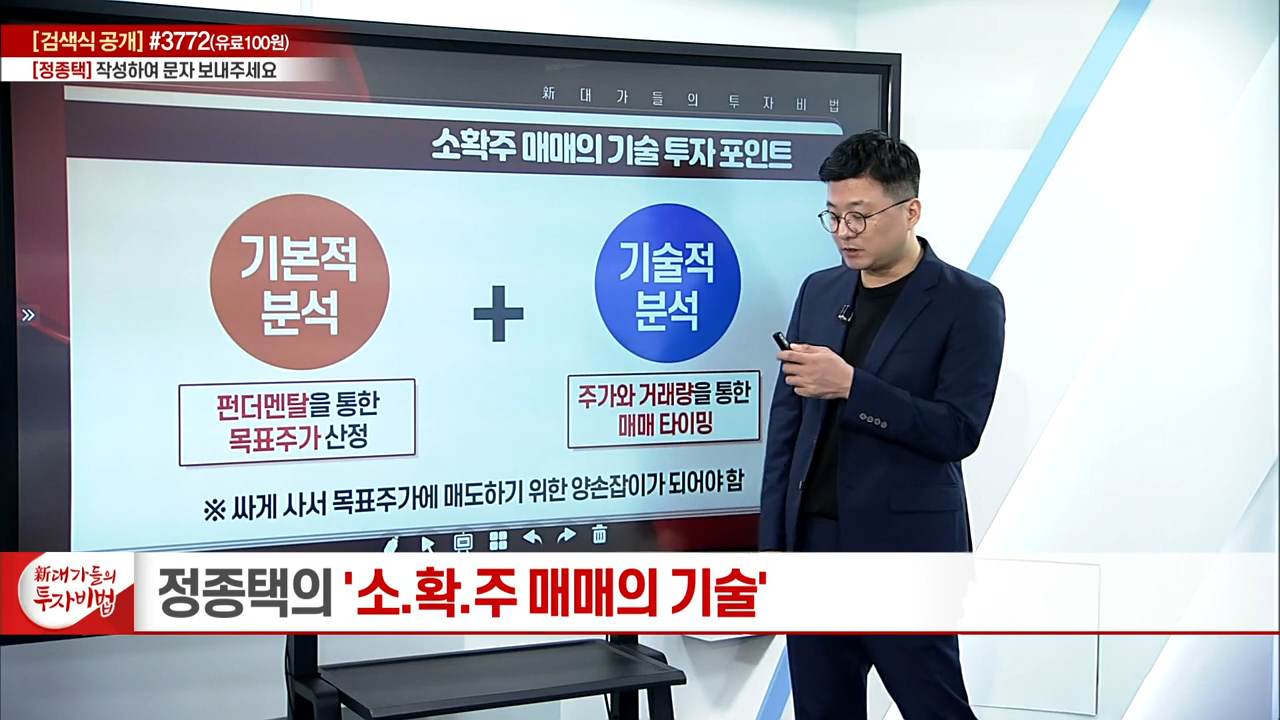 [검색식 공개] #3772(유료100원)
[정종택] 작성하여 문자 보내주세요
新 대 가 들 의 투 자 비 법
소확주 매매의 기술 투자 포인트
기본적
분석
+
기술적
분석
펀더멘탈을 통한
목표주가 산정
주가와 거래량을 통한
매매 타이밍
※ 싸게 사서 목표주가에 매도하기 위한 양손잡이가 되어야 함
新대가들의
투자비법
정종택의 '소.확.주 매매의 기술'